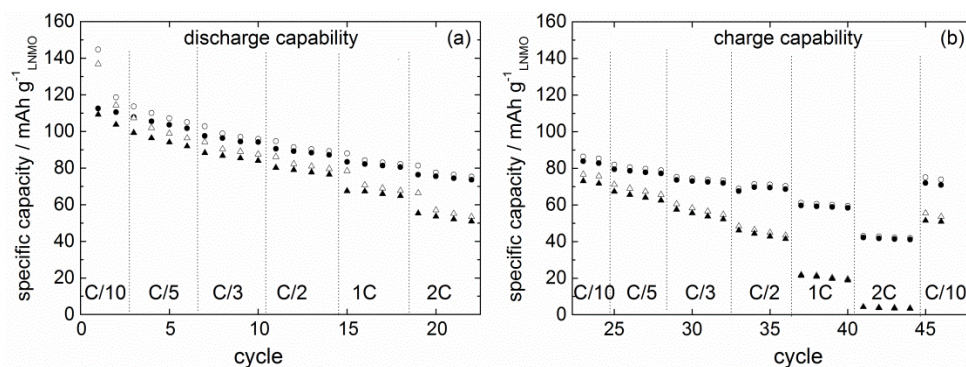 discharge capability (a)
specific capacity / mAh g⁻¹LNMO
160
140
120
100
80
60
40
20
0
C/10 C/5 C/3 C/2 1C 2C
0 5 10 15 20
cycle
charge capability (b)
specific capacity / mAh g⁻¹LNMO
160
140
120
100
80
60
40
20
0
C/10 C/5 C/3 C/2 1C 2C C/10
25 30 35 40 45
cycle